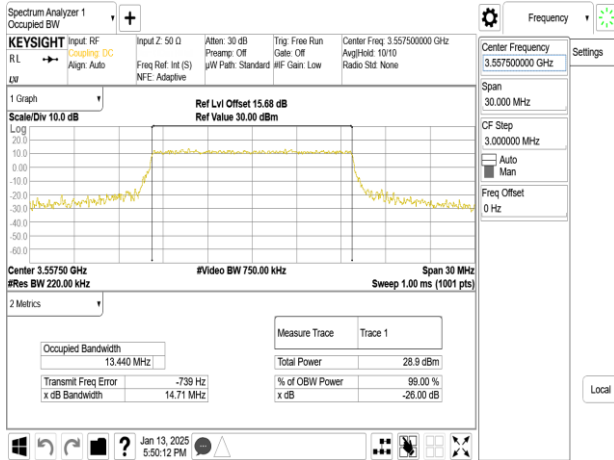 Spectrum Analyzer 1
Occupied BW
Frequency
KEYSIGHT
RL
LXI
Input: RF
Coupling: DC
Align: Auto
Input Z: 50 Ω
Freq Ref: Int (S)
NFE: Adaptive
Atten: 30 dB
Preamp: Off
µW Path: Standard
Trig: Free Run
Gate: Off
#IF Gain: Low
Center Freq: 3.557500000 GHz
Avg|Hold: 10/10
Radio Std: None
Center Frequency
3.557500000 GHz
Settings
Span
30.000 MHz
CF Step
3.000000 MHz
Auto
Man
Freq Offset
0 Hz
Local
1 Graph
Scale/Div 10.0 dB
Ref Lvl Offset 15.68 dB
Ref Value 30.00 dBm
Log
20.0
10.0
0.00
-10.0
-20.0
-30.0
-40.0
-50.0
-60.0
Center 3.55750 GHz
#Video BW 750.00 kHz
Span 30 MHz
#Res BW 220.00 kHz
Sweep 1.00 ms (1001 pts)
2 Metrics
Measure Trace Trace 1
Occupied Bandwidth
13.440 MHz
Total Power 28.9 dBm
Transmit Freq Error -739 Hz
% of OBW Power 99.00 %
x dB Bandwidth 14.71 MHz
x dB -26.00 dB
?
Jan 13, 2025
5:50:12 PM